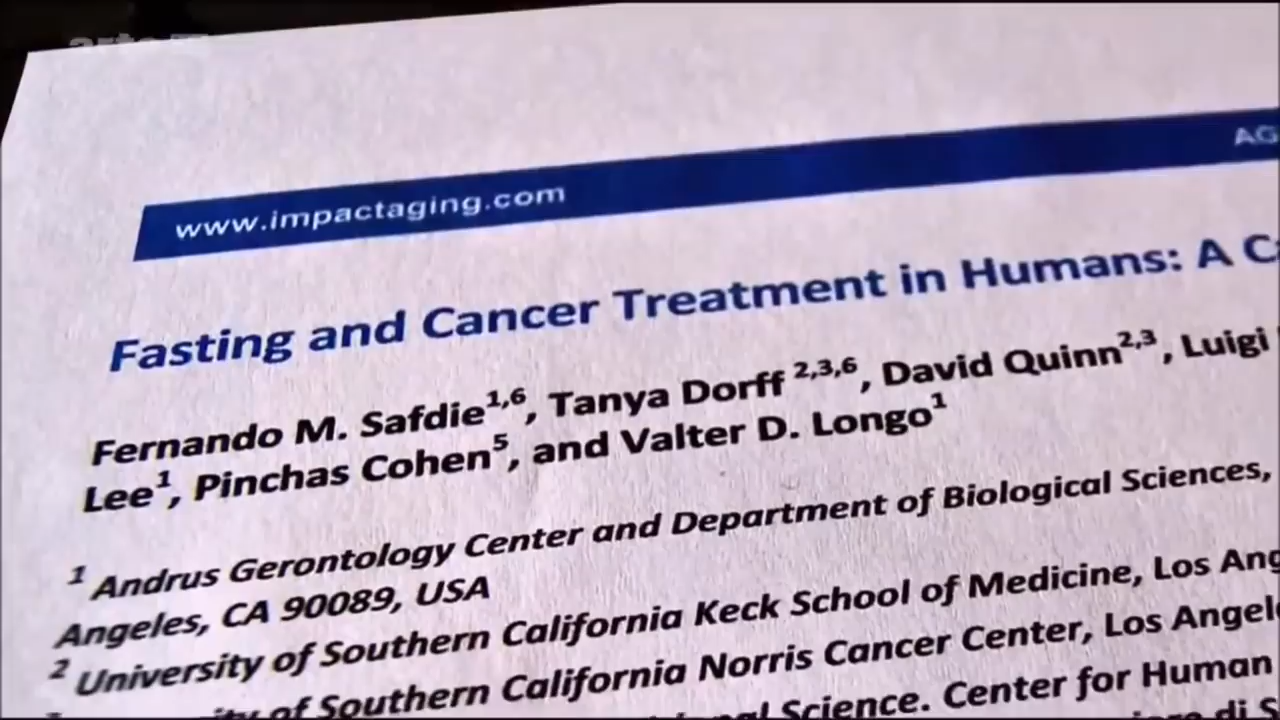 www.impactaging.com
AG
Fasting and Cancer Treatment in Humans: A C
Fernando M. Safdie1,6, Tanya Dorff 2,3,6, David Quinn2,3, Luigi
Lee1, Pinchas Cohen5, and Valter D. Longo1
1 Andrus Gerontology Center and Department of Biological Sciences,
Angeles, CA 90089, USA
2 University of Southern California Keck School of Medicine, Los Ang
of Southern California Norris Cancer Center, Los Angel
Science. Center for Human
di S